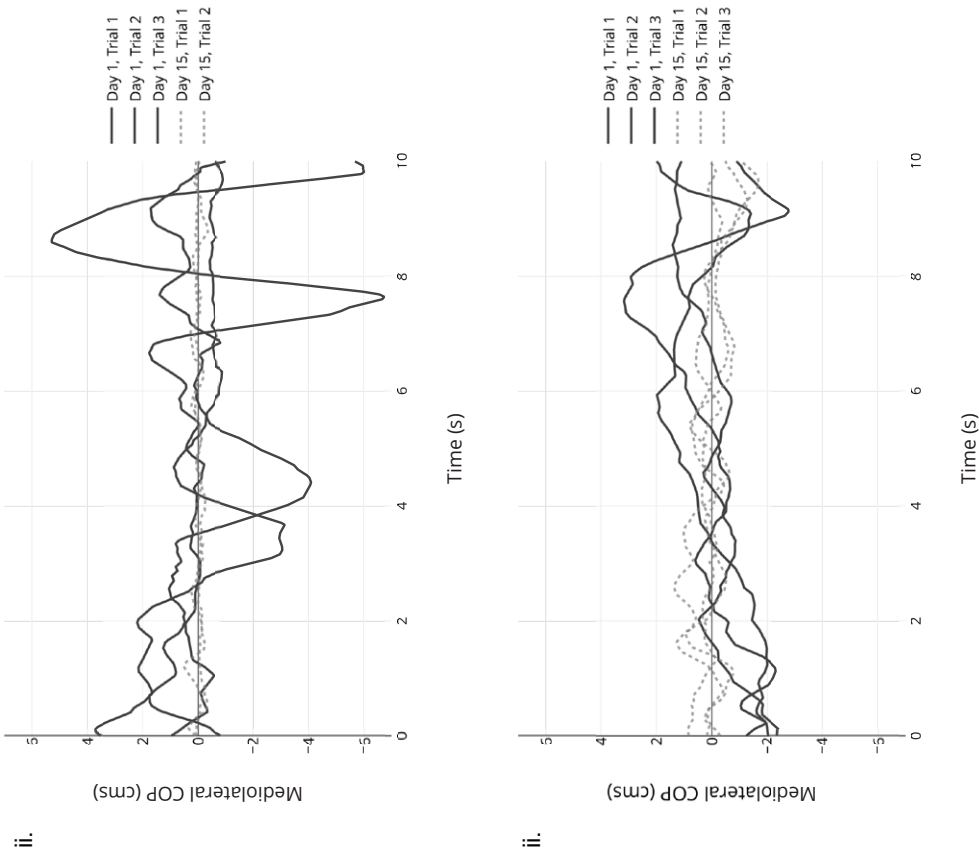 ii.
Mediolateral COP (cms)
5
4
2
0
−2
−4
−5
0
2
4
6
8
10
Time (s)
Day 1, Trial 1
Day 1, Trial 2
Day 1, Trial 3
Day 15, Trial 1
Day 15, Trial 2
ii.
Mediolateral COP (cms)
5
4
2
0
−2
−4
−5
0
2
4
6
8
10
Time (s)
Day 1, Trial 1
Day 1, Trial 2
Day 1, Trial 3
Day 15, Trial 1
Day 15, Trial 2
Day 15, Trial 3